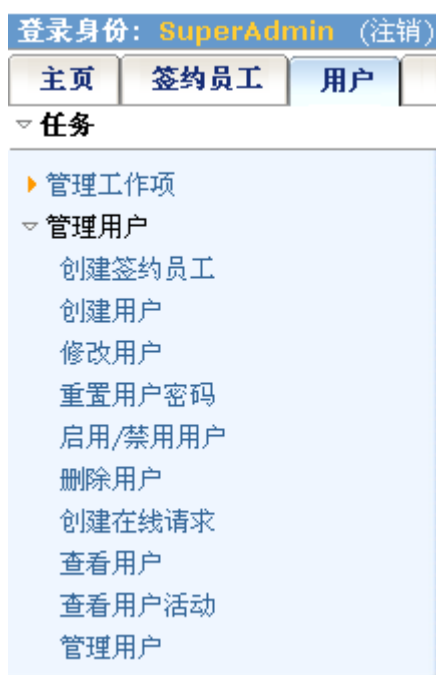 登录身份: SuperAdmin (注销)
主页 签约员工 用户
任务
管理工作项
管理用户
创建签约员工
创建用户
修改用户
重置用户密码
启用/禁用用户
删除用户
创建在线请求
查看用户
查看用户活动
管理用户